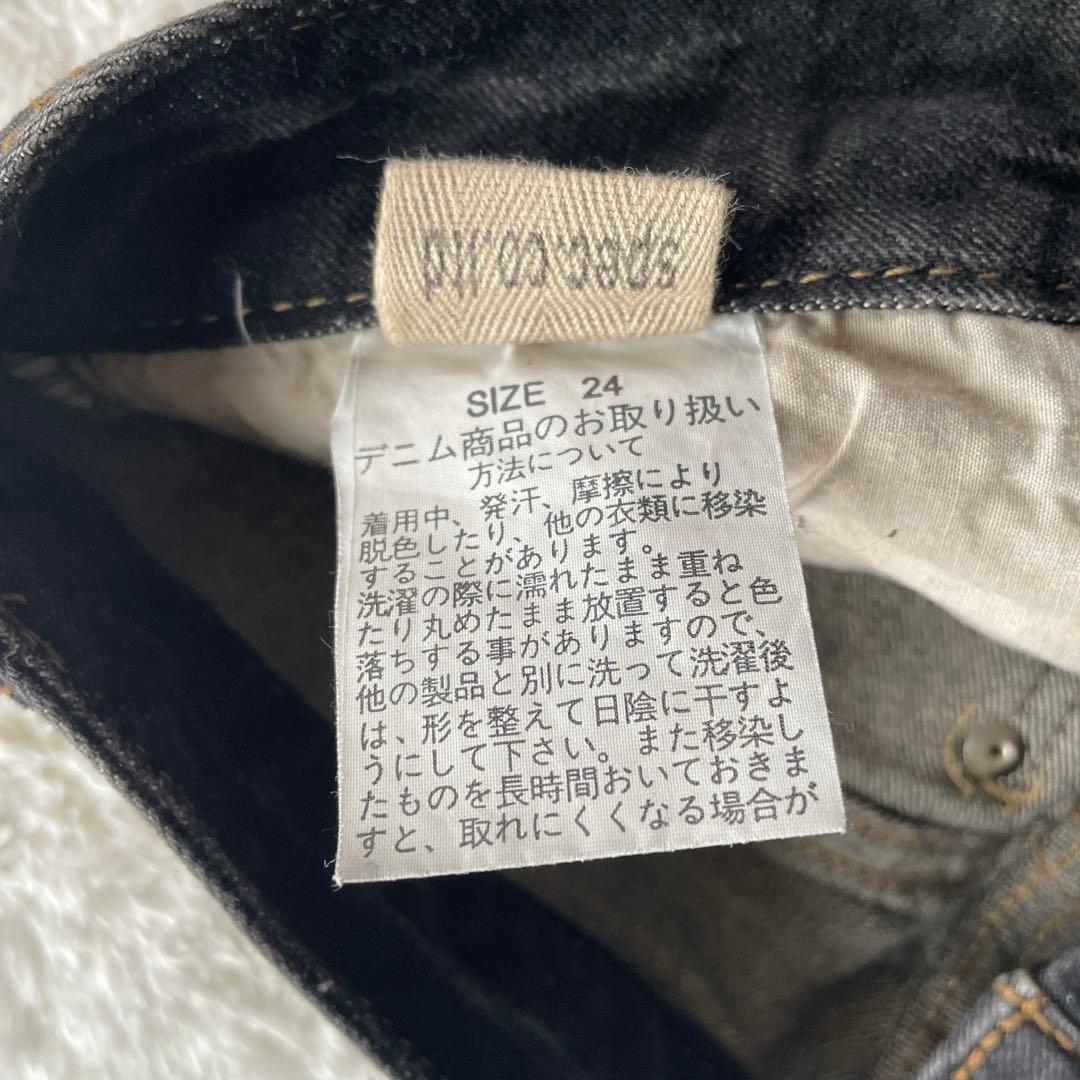 spec.co.ltd
SIZE 24
デニム商品のお取り扱い
方法について
着用中、発汗、摩擦により
脱色したり、他の衣類に移染
することがあります。
洗濯の際に濡れたまま重ね
たり丸めたまま放置すると色
落ちする事がありますので、
他の製品と別に洗って洗濯後
は、形を整えて日陰に干すよ
うにして下さい。また移染し
たものを長時間おいておきま
すと、取れにくくなる場合が